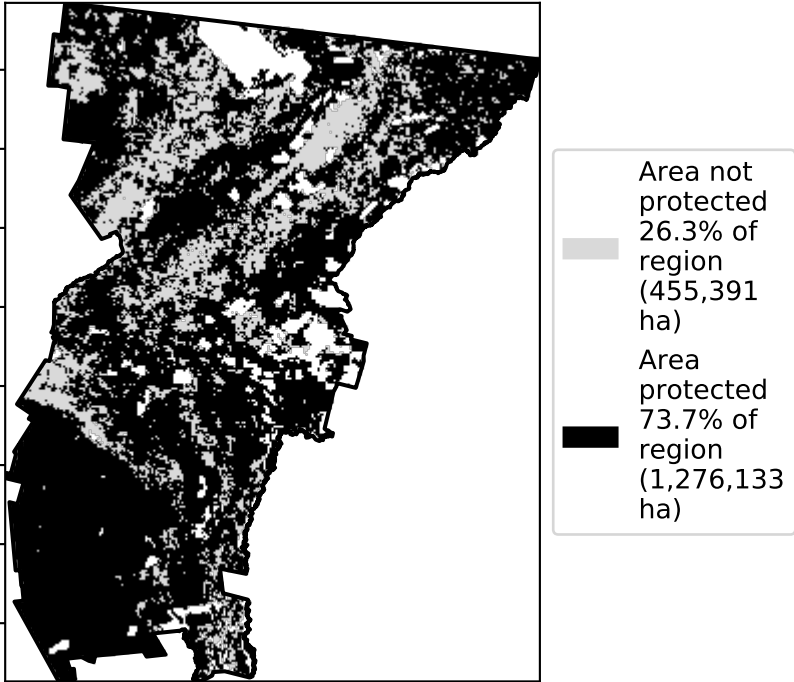 Area not
protected
26.3% of
region
(455,391
ha)
Area
protected
73.7% of
region
(1,276,133
ha)